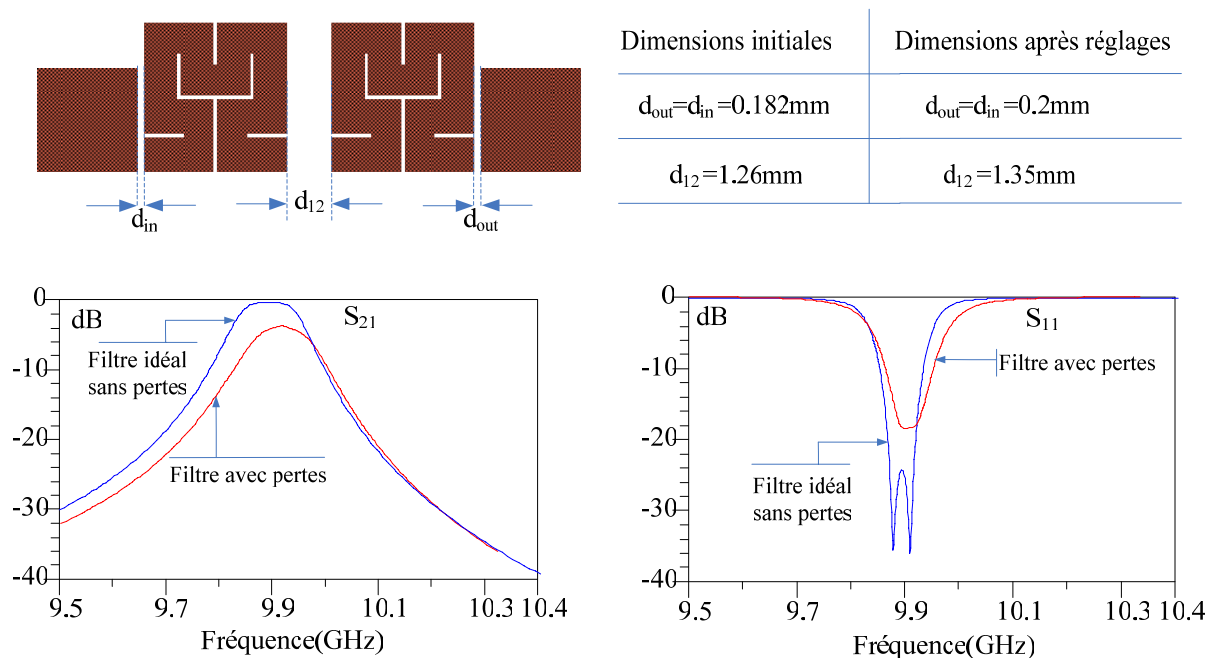 Dimensions initiales
Dimensions après réglages
dout=din=0.182mm
dout=din=0.2mm
d12=1.26mm
d12=1.35mm
din
d12
dout
0
dB
S21
Filtre idéal
sans pertes
-10
-20
Filtre avec pertes
-30
-40
9.5
9.7
9.9
10.1
10.3
10.4
Fréquence(GHz)
0
dB
S11
Filtre avec pertes
-10
-20
Filtre idéal
sans pertes
-30
-40
9.5
9.7
9.9
10.1
10.3
10.4
Fréquence(GHz)